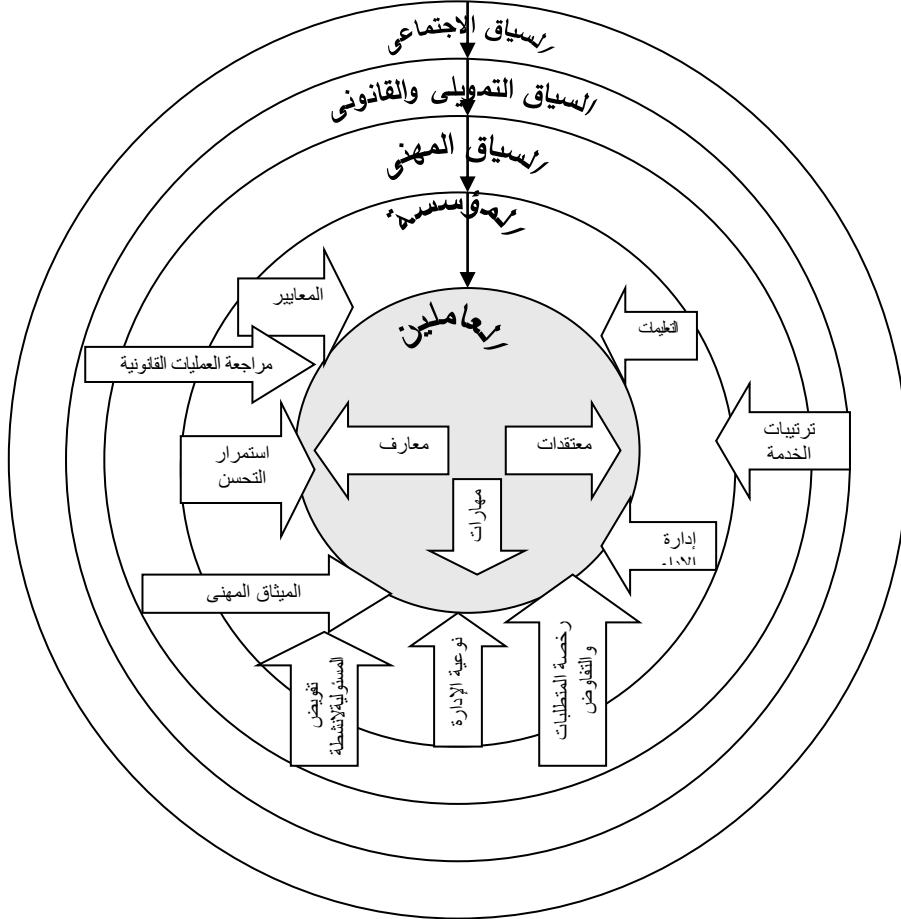 السياق الاجتماعى
السياق التمويلى والقانونى
السياق المهنى
المؤسسة
العاملين
المعايير
التعليمات
مراجعة العمليات القانونية
ترتيبات
الخدمة
استمرار
التحسن
معارف
معتقدات
مهارات
إدارة
الميثاق المهنى
تفويض
المسئولية لانشطة
نوعية الإدارة
رخصة المتطلبات
والتفاوض